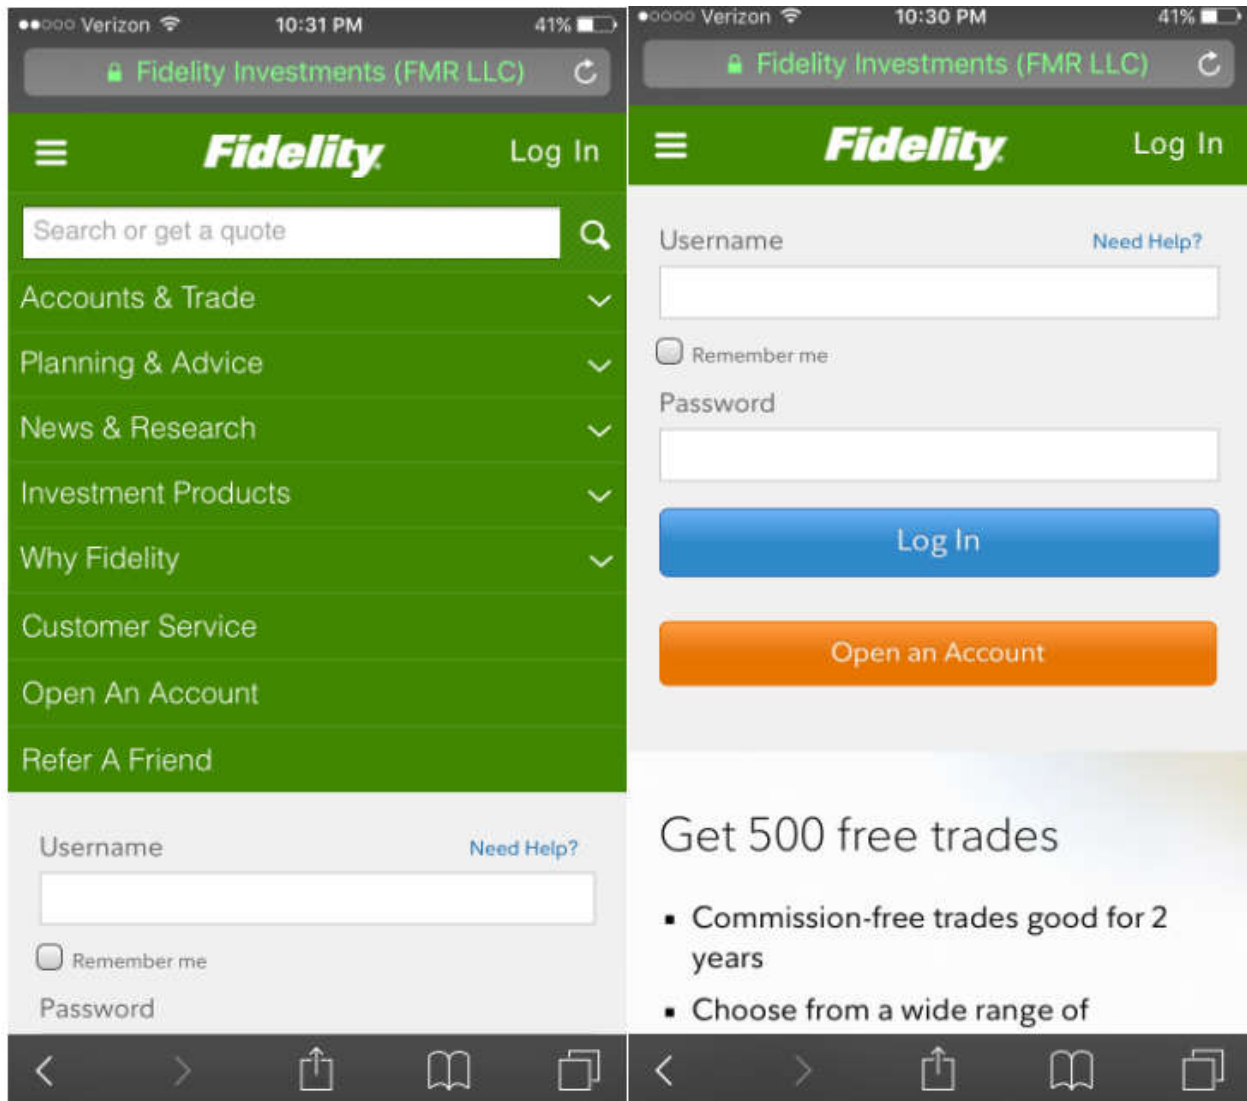 Verizon 10:31 PM 41%
Fidelity Investments (FMR LLC)
Fidelity Log In
Search or get a quote
Accounts & Trade
Planning & Advice
News & Research
Investment Products
Why Fidelity
Customer Service
Open An Account
Refer A Friend
Username Need Help?
Remember me
Password
Verizon 10:30 PM 41%
Fidelity Investments (FMR LLC)
Fidelity Log In
Username Need Help?
Remember me
Password
Log In
Open an Account
Get 500 free trades
▪ Commission-free trades good for 2
years
▪ Choose from a wide range of